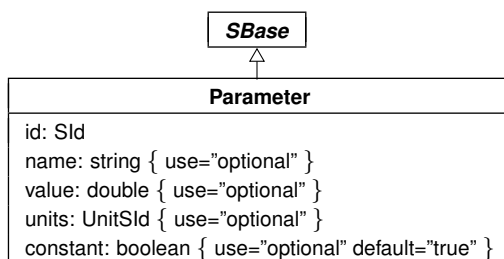 SBase
Parameter
id: SId
name: string { use=”optional” }
value: double { use=”optional” }
units: UnitSId { use=”optional” }
constant: boolean { use=”optional” default=”true” }